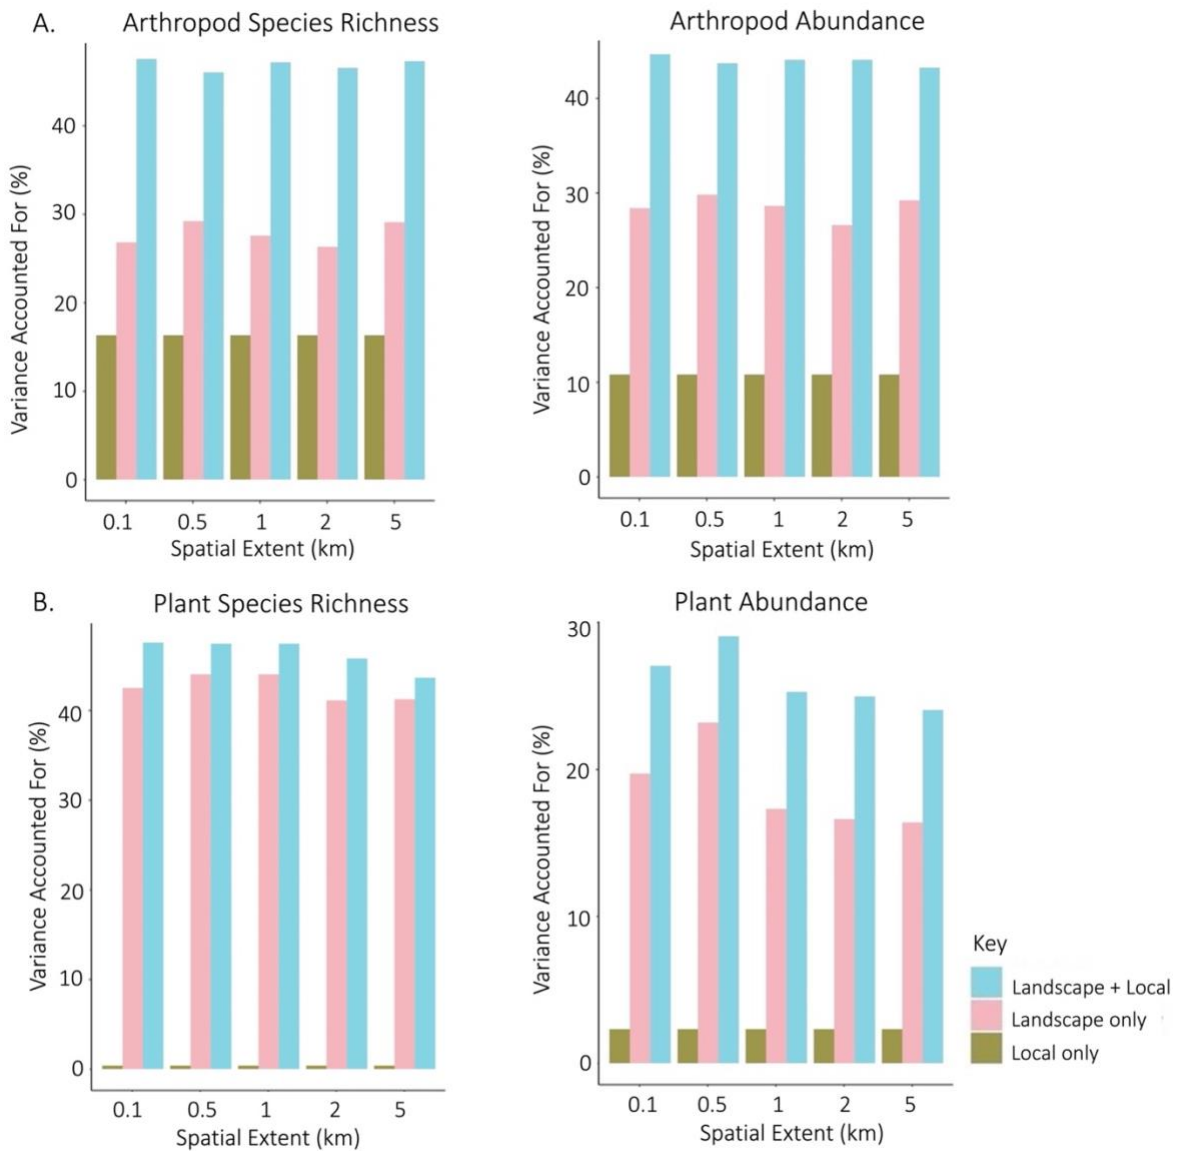 A.
Arthropod Species Richness
Variance Accounted For (%)
40
30
20
10
0
0.1 0.5 1 2 5
Spatial Extent (km)
Arthropod Abundance
Variance Accounted For (%)
40
30
20
10
0
0.1 0.5 1 2 5
Spatial Extent (km)
B.
Plant Species Richness
Variance Accounted For (%)
40
30
20
10
0
0.1 0.5 1 2 5
Spatial Extent (km)
Plant Abundance
Variance Accounted For (%)
30
20
10
0
0.1 0.5 1 2 5
Spatial Extent (km)
Key
Landscape + Local
Landscape only
Local only